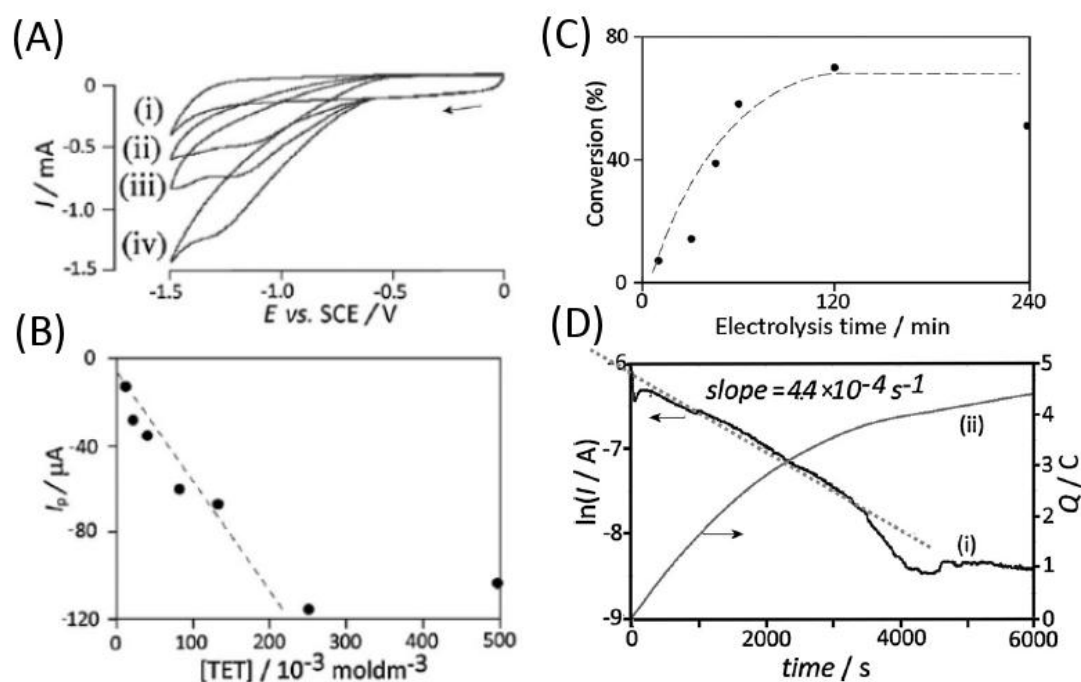 (A)
0
-0.5
-1.0
-1.5
I / mA
(i)
(ii)
(iii)
(iv)
-1.5
-1.0
-0.5
0
E vs. SCE / V
(B)
0
-40
-80
-120
Ip / µA
0
100
200
300
400
500
[TET] / 10-3 moldm-3
(C)
80
40
0
Conversion (%)
0
120
240
Electrolysis time / min
(D)
-6
-7
-8
-9
ln(I / A)
slope = 4.4 ×10-4 s-1
(ii)
(i)
5
4
3
2
1
0
Q / C
0
2000
4000
6000
time / s